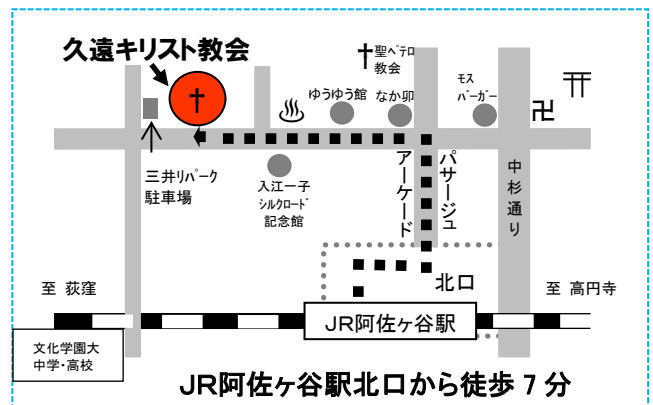 久遠キリスト教会
†聖ペテロ
教会
ゆうゆう館
なか卯
モス
バーガー
三井リパーク
駐車場
入江一子
シルクロード
記念館
パサージュ
アーケード
中杉通り
北口
至 荻窪
至 高円寺
JR阿佐ヶ谷駅
文化学園大
中学・高校
JR阿佐ヶ谷駅北口から徒歩7分